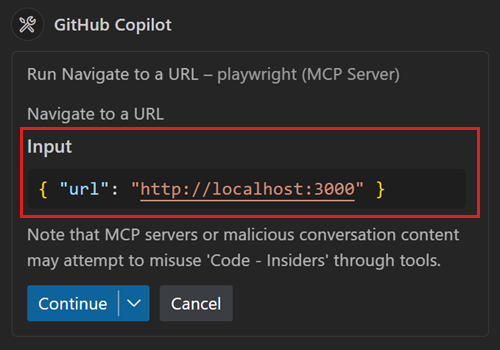 GitHub Copilot
Run Navigate to a URL – playwright (MCP Server)
Navigate to a URL
Input
{ "url": "http://localhost:3000" }
Note that MCP servers or malicious conversation content
may attempt to misuse 'Code - Insiders' through tools.
Continue Cancel